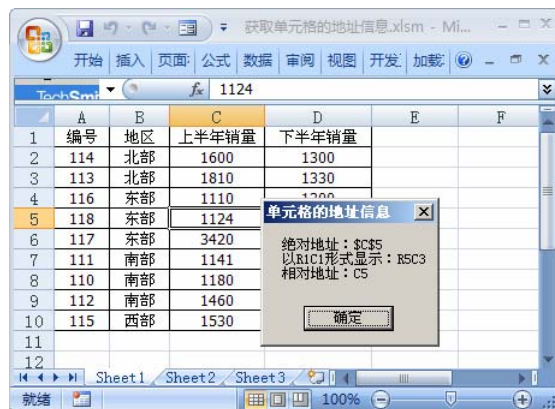 获取单元格的地址信息.xlsm - Mi...
开始 插入 页面 公式 数据 审阅 视图 开发 加载
fx 1124
A B C D E F
1 编号 地区 上半年销量 下半年销量
2 114 北部 1600 1300
3 113 北部 1810 1330
4 116 东部 1110
5 118 东部 1124
6 117 东部 3420
7 111 南部 1141
8 110 南部 1180
9 112 南部 1460
10 115 西部 1530
11
12
单元格的地址信息
绝对地址：$C$5
以R1C1形式显示：R5C3
相对地址：C5
确定
Sheet1 Sheet2 Sheet3
就绪 100%